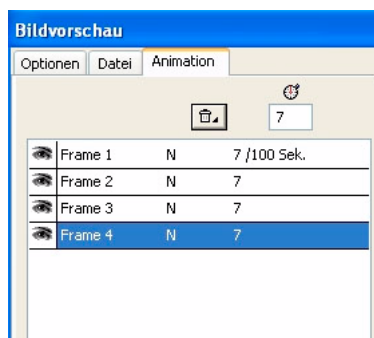 Bildvorschau
Optionen Datei Animation
7
Frame 1 N 7 /100 Sek.
Frame 2 N 7
Frame 3 N 7
Frame 4 N 7